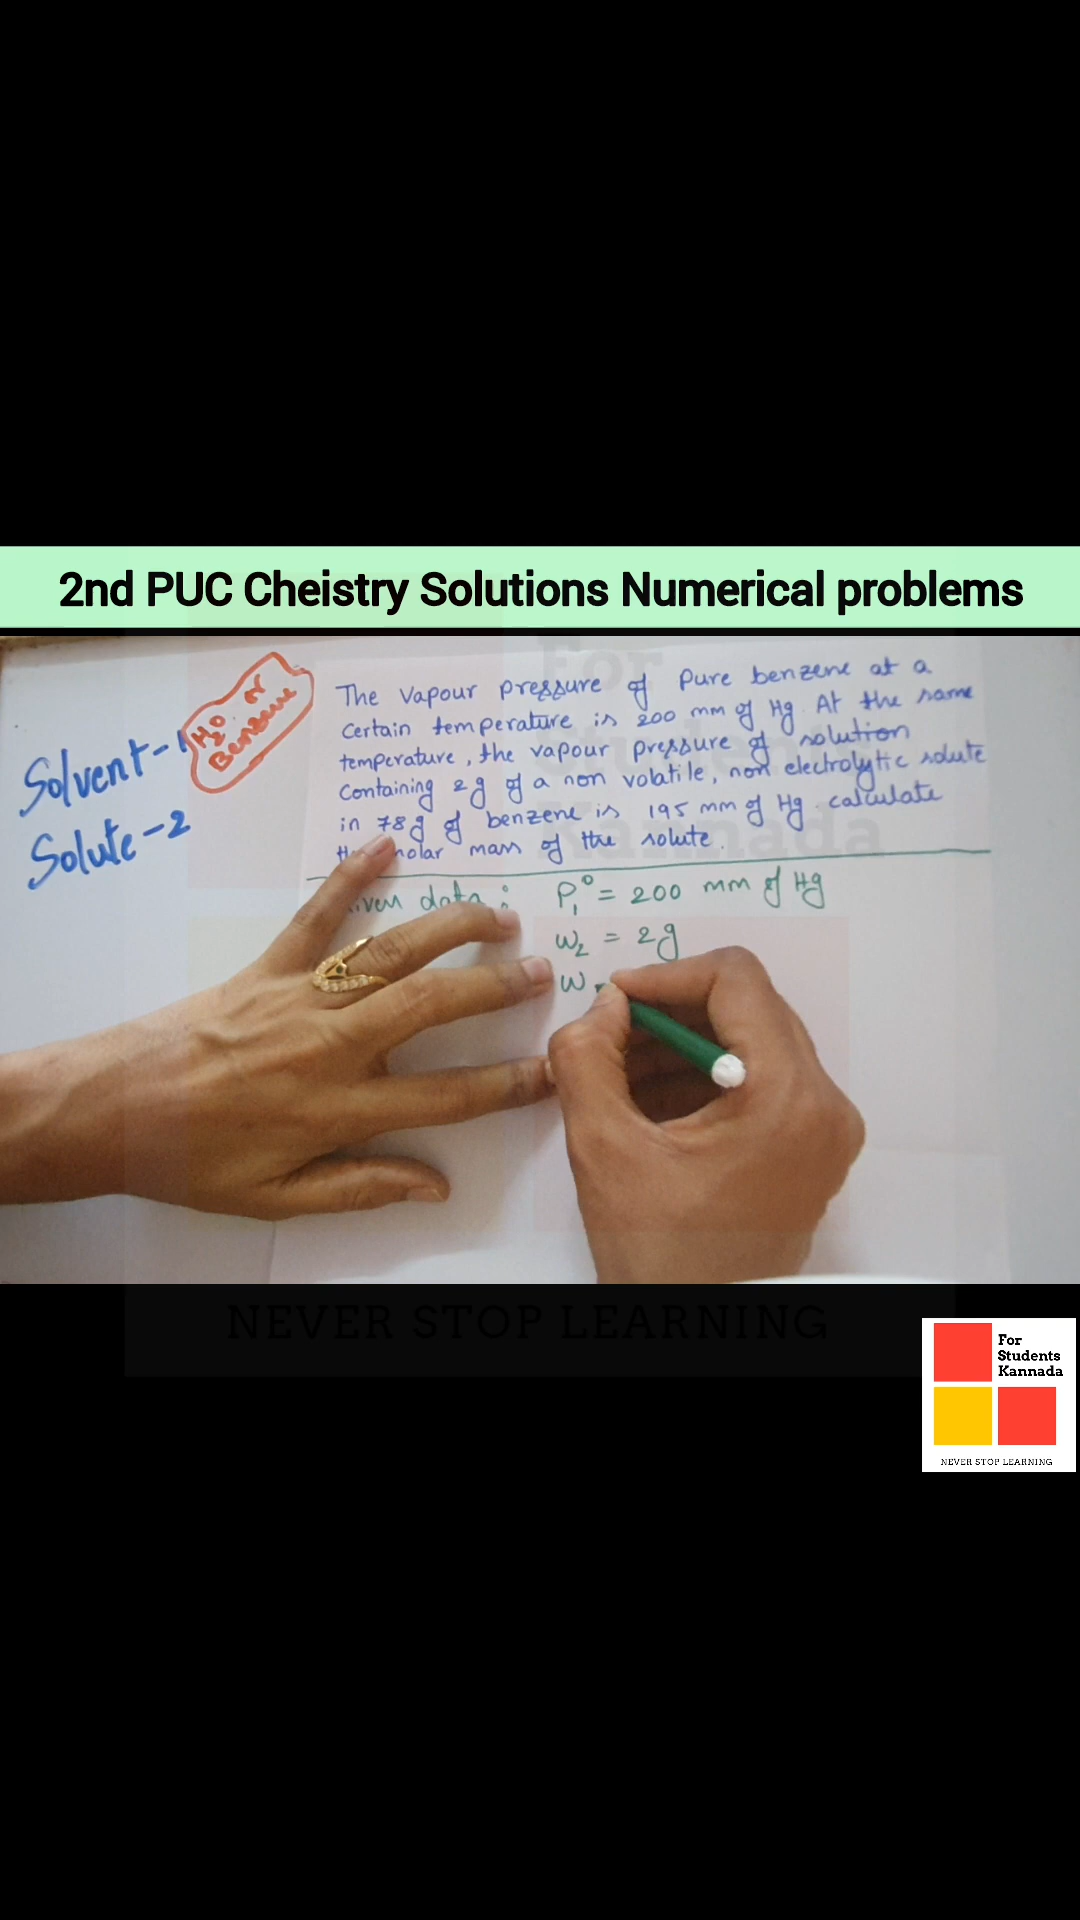 2nd PUC Cheistry Solutions Numerical problems
Solvent-1
H2O or
Benzene
Solute-2
The Vapour pressure of Pure benzene at a
Certain temperature is 200 mm of Hg. At the same
temperature, the vapour pressure of solution
Containing 2g of a non volatile, non electrolytic solute
in 78g of benzene is 195 mm of Hg. calculate
molar mass of the solute.
data: P₁° = 200 mm of Hg
w₂ = 2g
w
For
Students
Kannada
NEVER STOP LEARNING
For
Students
Kannada
NEVER STOP LEARNING